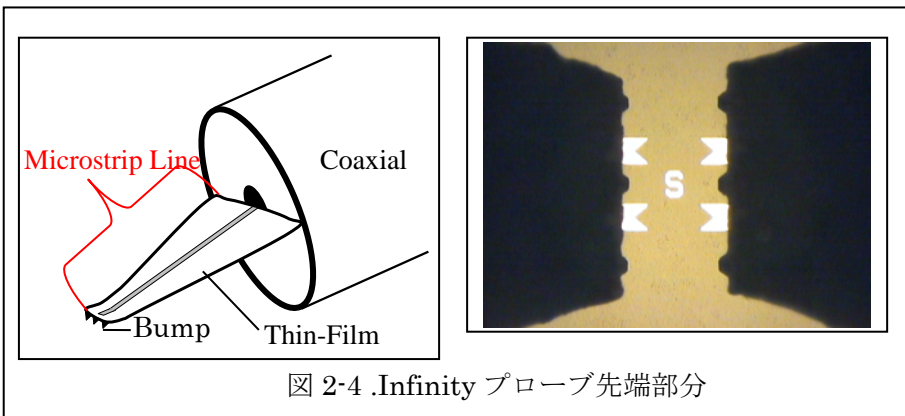 Microstrip Line
Coaxial
Bump
Thin-Film
S
図 2-4 .Infinity プローブ先端部分